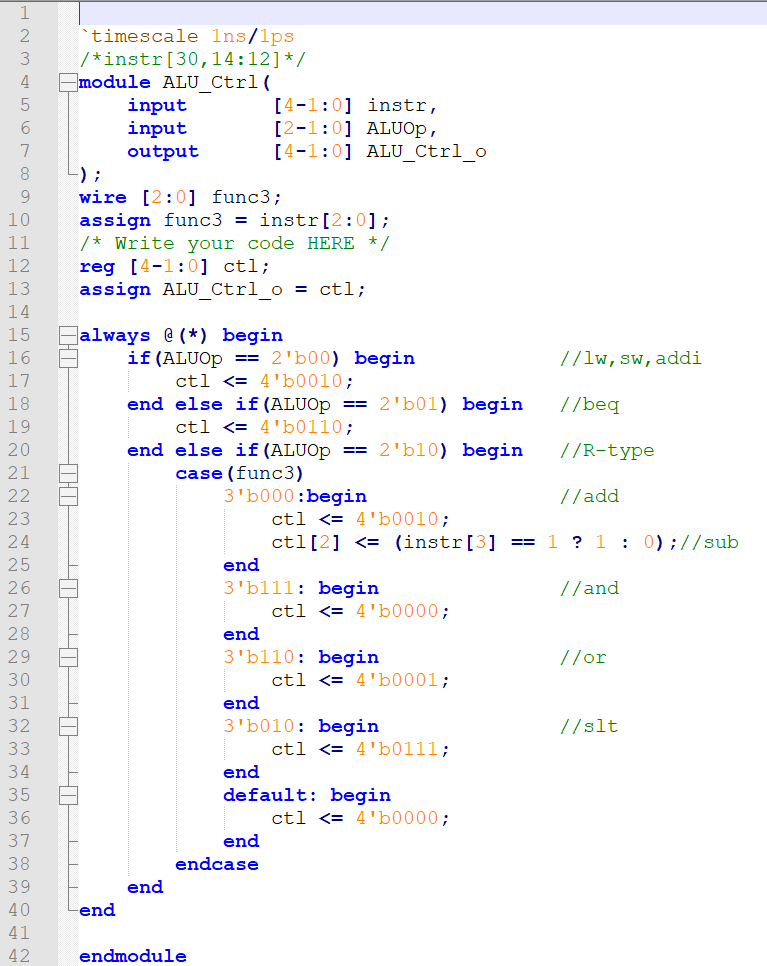 1
2 `timescale 1ns/1ps
3 /*instr[30,14:12]*/
4 module ALU_Ctrl(
5     input       [4-1:0] instr,
6     input       [2-1:0] ALUOp,
7     output      [4-1:0] ALU_Ctrl_o
8 );
9 wire [2:0] func3;
10 assign func3 = instr[2:0];
11 /* Write your code HERE */
12 reg [4-1:0] ctl;
13 assign ALU_Ctrl_o = ctl;
14
15 always @(*) begin
16     if(ALUOp == 2'b00) begin            //lw,sw,addi
17         ctl <= 4'b0010;
18     end else if(ALUOp == 2'b01) begin   //beq
19         ctl <= 4'b0110;
20     end else if(ALUOp == 2'b10) begin   //R-type
21         case(func3)
22             3'b000:begin                //add
23                 ctl <= 4'b0010;
24                 ctl[2] <= (instr[3] == 1 ? 1 : 0);//sub
25             end
26             3'b111: begin               //and
27                 ctl <= 4'b0000;
28             end
29             3'b110: begin               //or
30                 ctl <= 4'b0001;
31             end
32             3'b010: begin               //slt
33                 ctl <= 4'b0111;
34             end
35             default: begin
36                 ctl <= 4'b0000;
37             end
38         endcase
39     end
40 end
41
42 endmodule